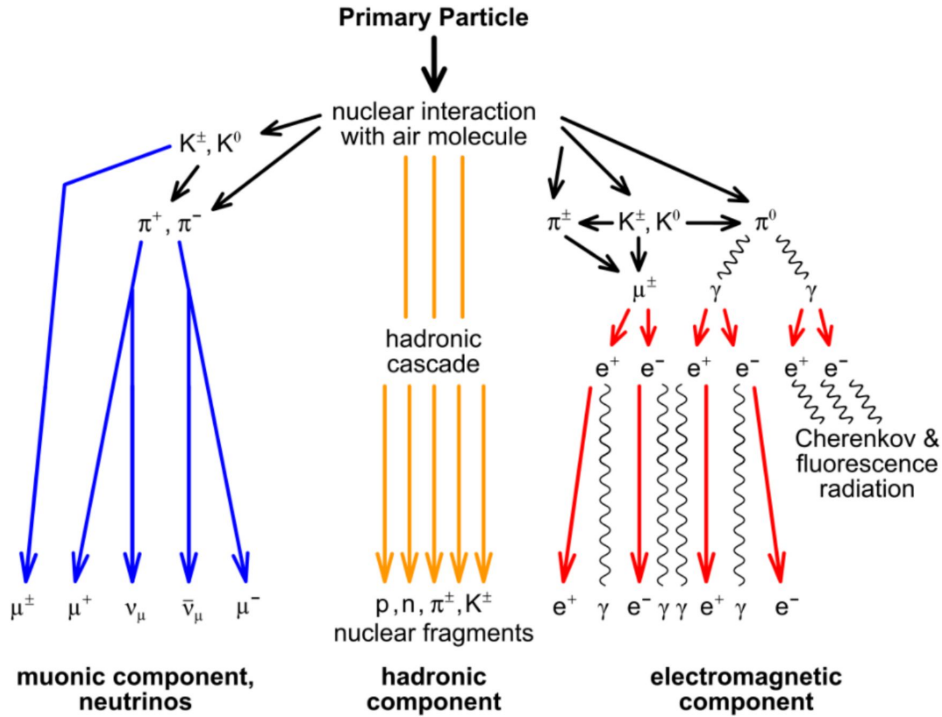 Primary Particle
nuclear interaction
with air molecule
K±, K⁰
π⁺, π⁻
π± K±, K⁰ π⁰
μ± γ γ
hadronic
cascade
e⁺ e⁻ e⁺ e⁻ e⁺ e⁻
Cherenkov &
fluorescence
radiation
μ± μ⁺ νμ ν̄μ μ⁻
p, n, π±, K±
nuclear fragments
e⁺ γ e⁻ γ γ e⁺ γ e⁻
muonic component,
neutrinos
hadronic
component
electromagnetic
component